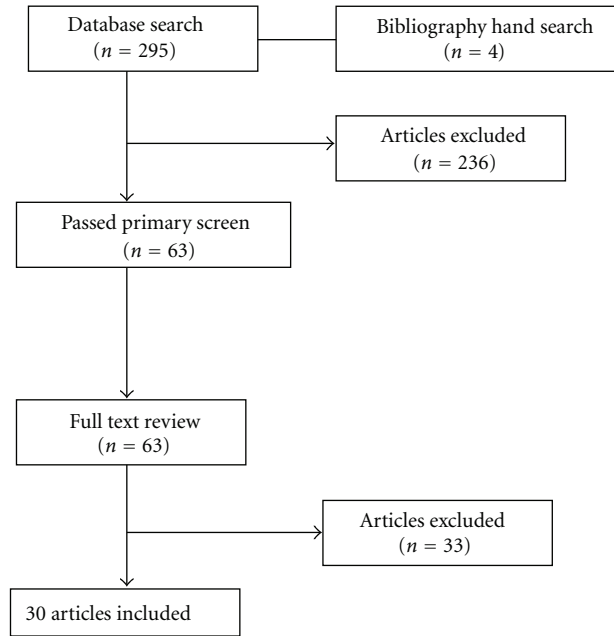 Database search
(n = 295)
Bibliography hand search
(n = 4)
Articles excluded
(n = 236)
Passed primary screen
(n = 63)
Full text review
(n = 63)
Articles excluded
(n = 33)
30 articles included